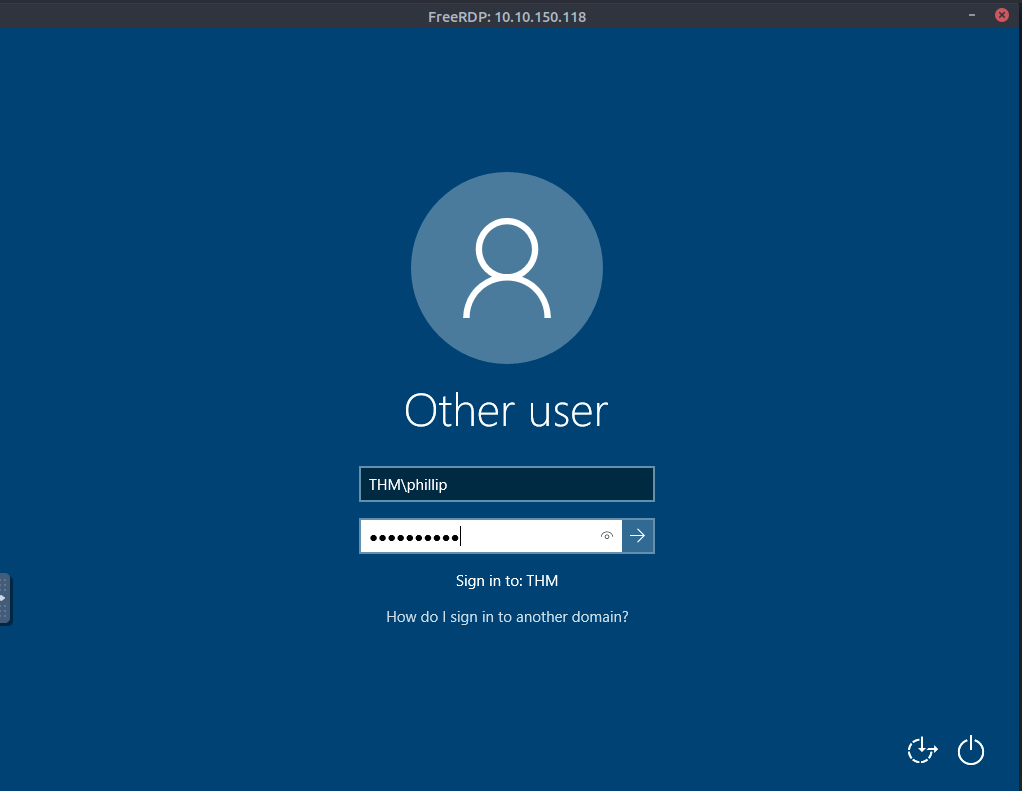 FreeRDP: 10.10.150.118
Other user
THM\phillip
●●●●●●●●●●
Sign in to: THM
How do I sign in to another domain?